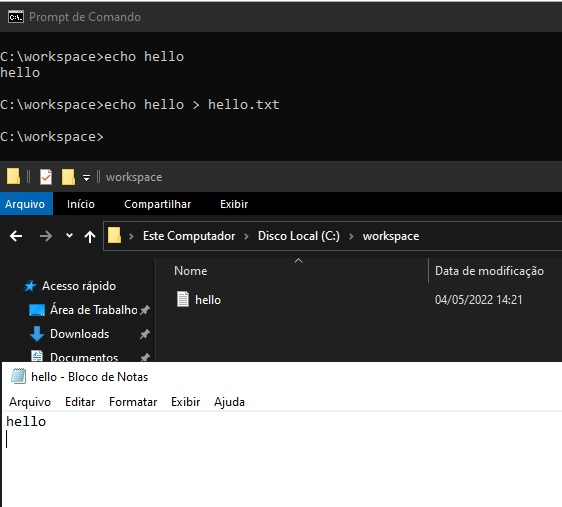 Prompt de Comando
C:\workspace>echo hello
hello
C:\workspace>echo hello > hello.txt
C:\workspace>
workspace
Arquivo Início Compartilhar Exibir
Este Computador Disco Local (C:) workspace
Nome Data de modificação
Acesso rápido
hello 04/05/2022 14:21
Área de Trabalho
Downloads
Documentos
hello - Bloco de Notas
Arquivo Editar Formatar Exibir Ajuda
hello